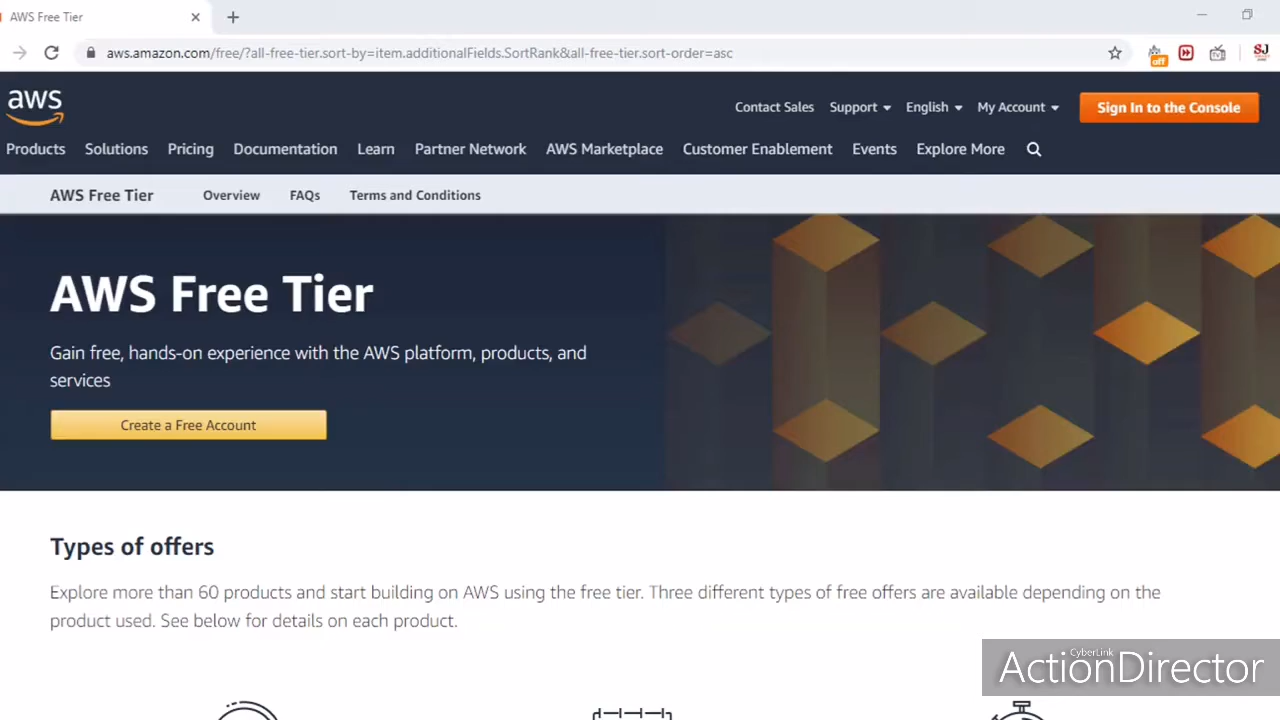 AWS Free Tier
aws.amazon.com/free/?all-free-tier.sort-by=item.additionalFields.SortRank&all-free-tier.sort-order=asc
off
SJ
aws
Contact Sales Support English My Account Sign In to the Console
Products Solutions Pricing Documentation Learn Partner Network AWS Marketplace Customer Enablement Events Explore More
AWS Free Tier Overview FAQs Terms and Conditions
AWS Free Tier
Gain free, hands-on experience with the AWS platform, products, and
services
Create a Free Account
Types of offers
Explore more than 60 products and start building on AWS using the free tier. Three different types of free offers are available depending on the
product used. See below for details on each product.
CyberLink
ActionDirector